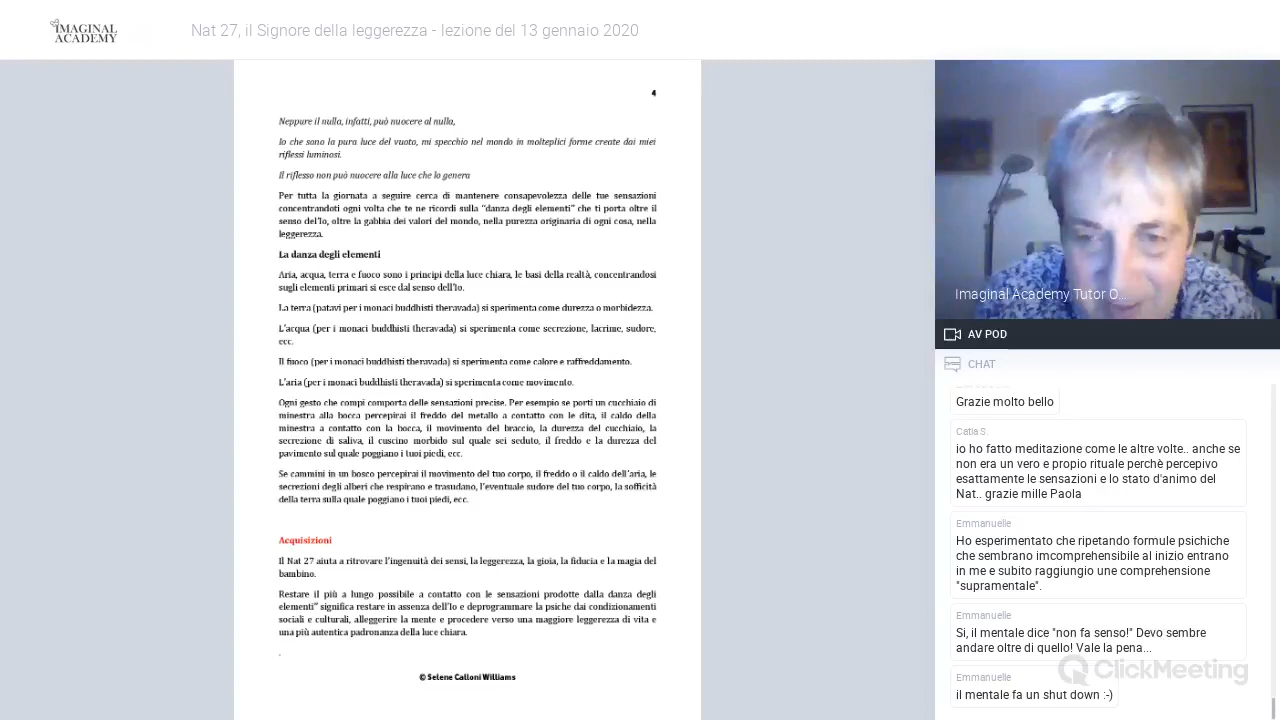 IMAGINAL
ACADEMY
Nat 27, il Signore della leggerezza - lezione del 13 gennaio 2020
4
Neppure il nulla, infatti, può nuocere al nulla,
Io che sono la pura luce del vuoto, mi specchio nel mondo in molteplici forme create dai miei
riflessi luminosi.
Il riflesso non può nuocere alla luce che lo genera
Per tutta la giornata a seguire cerca di mantenere consapevolezza delle tue sensazioni
concentrandoti ogni volta che te ne ricordi sulla “danza degli elementi” che ti porta oltre il
senso del'Io, oltre la gabbia dei valori del mondo, nella purezza originaria di ogni cosa, nella
leggerezza.
La danza degli elementi
Aria, acqua, terra e fuoco sono i principi della luce chiara, le basi della realtà, concentrandosi
sugli elementi primari si esce dal senso dell'Io.
La terra (patavi per i monaci buddhisti theravada) si sperimenta come durezza o morbidezza.
L'acqua (per i monaci buddhisti theravada) si sperimenta come secrezione, lacrime, sudore,
ecc.
Il fuoco (per i monaci buddhisti theravada) si sperimenta come calore e raffreddamento.
L'aria (per i monaci buddhisti theravada) si sperimenta come movimento.
Ogni gesto che compi comporta delle sensazioni precise. Per esempio se porti un cucchiaio di
minestra alla bocca percepirai il freddo del metallo a contatto con le dita, il caldo della
minestra a contatto con la bocca, il movimento del braccio, la durezza del cucchiaio, la
secrezione di saliva, il cuscino morbido sul quale sei seduto, il freddo e la durezza del
pavimento sul quale poggiano i tuoi piedi, ecc.
Se cammini in un bosco percepirai il movimento del tuo corpo, il freddo o il caldo dell'aria, le
secrezioni degli alberi che respirano e trasudano, l'eventuale sudore del tuo corpo, la sofficità
della terra sulla quale poggiano i tuoi piedi, ecc.
Acquisizioni
Il Nat 27 aiuta a ritrovare l'ingenuità dei sensi, la leggerezza, la gioia, la fiducia e la magia del
bambino.
Restare il più a lungo possibile a contatto con le sensazioni prodotte dalla danza degli
elementi” significa restare in assenza dell'Io e deprogrammare la psiche dai condizionamenti
sociali e culturali, alleggerire la mente e procedere verso una maggiore leggerezza di vita e
una più autentica padronanza della luce chiara.
.
© Selene Calloni Williams
Imaginal Academy Tutor O...
AV POD
CHAT
Grazie molto bello
Catia S.
io ho fatto meditazione come le altre volte.. anche se
non era un vero e proprio rituale perchè percepivo
esattamente le sensazioni e lo stato d'animo del
Nat.. grazie mille Paola
Emmanuelle
Ho esperimentato che ripetando formule psichiche
che sembrano imcomprehensibile al inizio entrano
in me e subito raggiungio une comprehensione
"supramentale".
Emmanuelle
Si, il mentale dice "non fa senso!" Devo sembre
andare oltre di quello! Vale la pena...
ClickMeeting
Emmanuelle
il mentale fa un shut down :-)